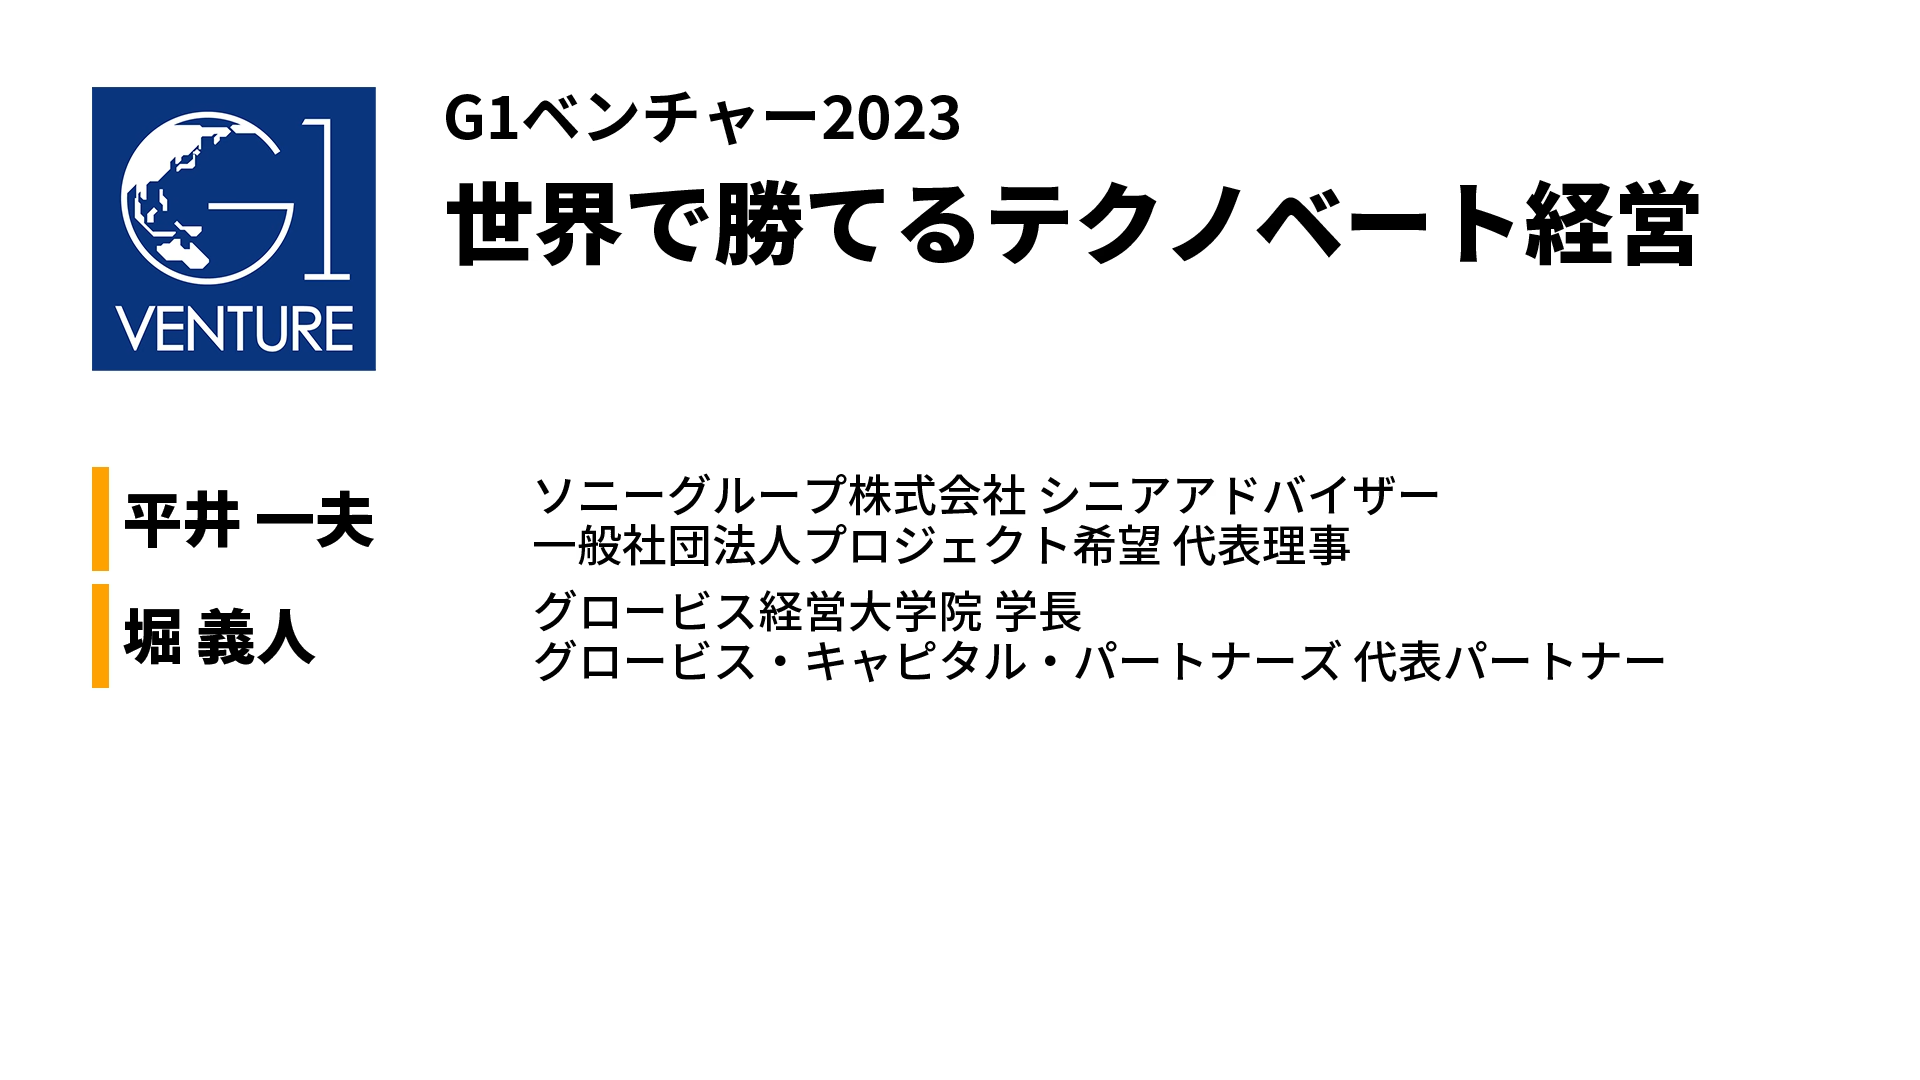 G1
VENTURE
G1ベンチャー2023
世界で勝てるテクノベート経営
平井 一夫
ソニーグループ株式会社 シニアアドバイザー
一般社団法人プロジェクト希望 代表理事
堀 義人
グロービス経営大学院 学長
グロービス・キャピタル・パートナーズ 代表パートナー